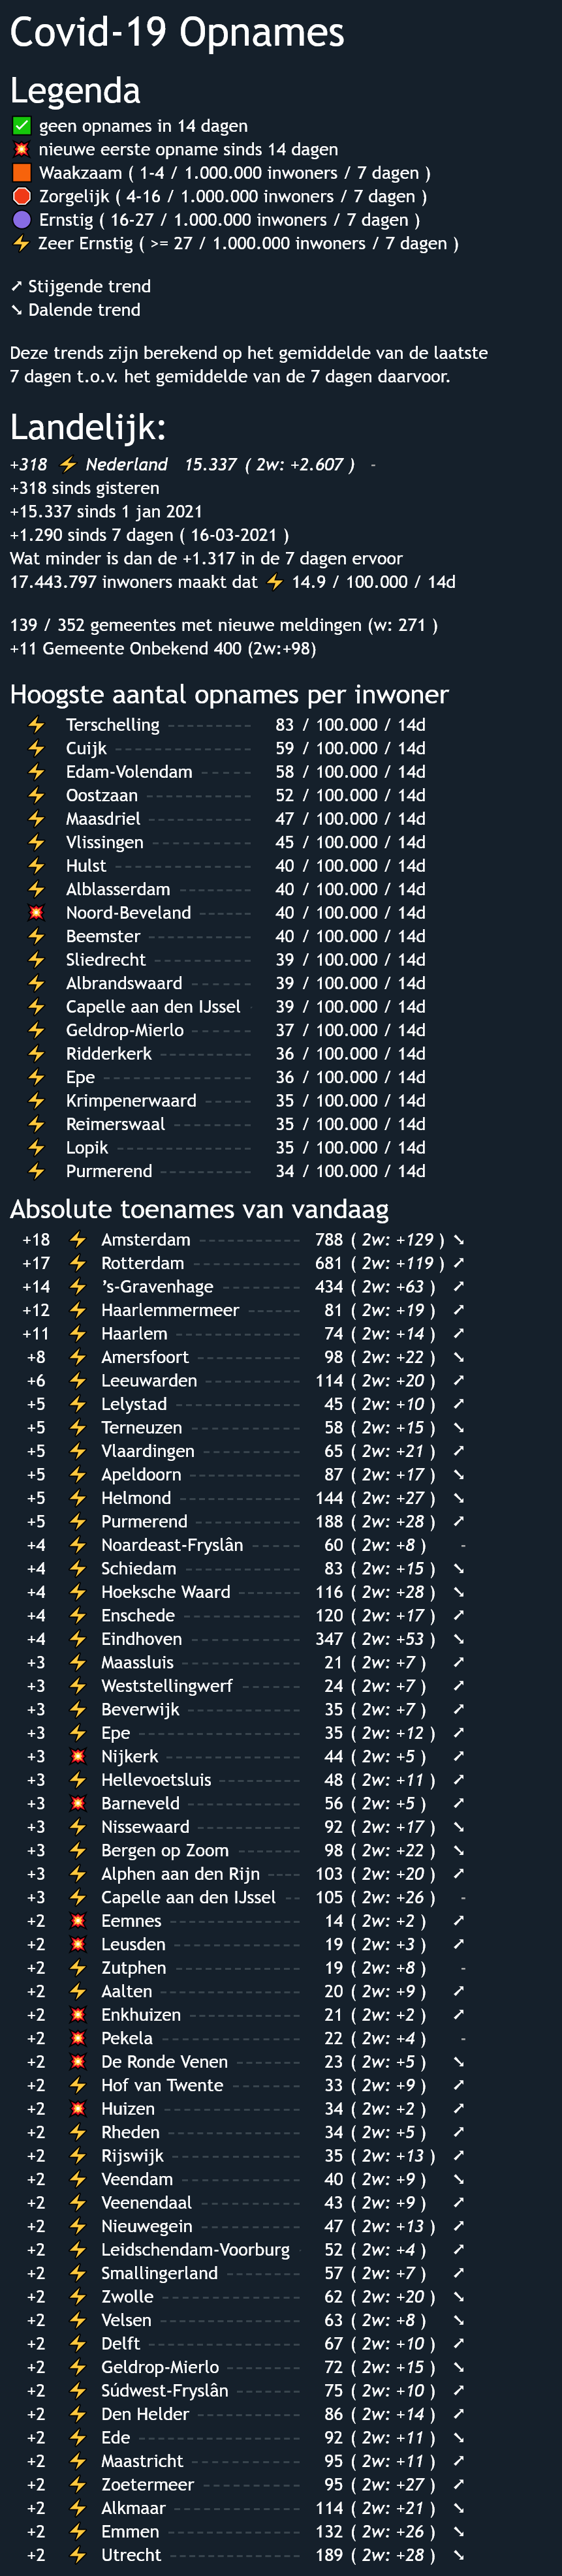 Covid-19 Opnames
Legenda
✅ geen opnames in 14 dagen
💥 nieuwe eerste opname sinds 14 dagen
🟧 Waakzaam ( 1-4 / 1.000.000 inwoners / 7 dagen )
🛑 Zorgelijk ( 4-16 / 1.000.000 inwoners / 7 dagen )
🟣 Ernstig ( 16-27 / 1.000.000 inwoners / 7 dagen )
⚡ Zeer Ernstig ( >= 27 / 1.000.000 inwoners / 7 dagen )
➚ Stijgende trend
➘ Dalende trend
Deze trends zijn berekend op het gemiddelde van de laatste
7 dagen t.o.v. het gemiddelde van de 7 dagen daarvoor.
Landelijk:
+318 ⚡ Nederland 15.337 ( 2w: +2.607 ) -
+318 sinds gisteren
+15.337 sinds 1 jan 2021
+1.290 sinds 7 dagen ( 16-03-2021 )
Wat minder is dan de +1.317 in de 7 dagen ervoor
17.443.797 inwoners maakt dat ⚡ 14.9 / 100.000 / 14d
139 / 352 gemeentes met nieuwe meldingen (w: 271 )
+11 Gemeente Onbekend 400 (2w:+98)
Hoogste aantal opnames per inwoner
⚡ Terschelling 83 / 100.000 / 14d
⚡ Cuijk 59 / 100.000 / 14d
⚡ Edam-Volendam 58 / 100.000 / 14d
⚡ Oostzaan 52 / 100.000 / 14d
⚡ Maasdriel 47 / 100.000 / 14d
⚡ Vlissingen 45 / 100.000 / 14d
⚡ Hulst 40 / 100.000 / 14d
⚡ Alblasserdam 40 / 100.000 / 14d
💥 Noord-Beveland 40 / 100.000 / 14d
⚡ Beemster 40 / 100.000 / 14d
⚡ Sliedrecht 39 / 100.000 / 14d
⚡ Albrandswaard 39 / 100.000 / 14d
⚡ Capelle aan den IJssel 39 / 100.000 / 14d
⚡ Geldrop-Mierlo 37 / 100.000 / 14d
⚡ Ridderkerk 36 / 100.000 / 14d
⚡ Epe 36 / 100.000 / 14d
⚡ Krimpenerwaard 35 / 100.000 / 14d
⚡ Reimerswaal 35 / 100.000 / 14d
⚡ Lopik 35 / 100.000 / 14d
⚡ Purmerend 34 / 100.000 / 14d
Absolute toenames van vandaag
+18 ⚡ Amsterdam 788 ( 2w: +129 ) ➘
+17 ⚡ Rotterdam 681 ( 2w: +119 ) ➚
+14 ⚡ 's-Gravenhage 434 ( 2w: +63 ) ➚
+12 ⚡ Haarlemmermeer 81 ( 2w: +19 ) ➚
+11 ⚡ Haarlem 74 ( 2w: +14 ) ➚
+8 ⚡ Amersfoort 98 ( 2w: +22 ) ➘
+6 ⚡ Leeuwarden 114 ( 2w: +20 ) ➚
+5 ⚡ Lelystad 45 ( 2w: +10 ) ➚
+5 ⚡ Terneuzen 58 ( 2w: +15 ) ➘
+5 ⚡ Vlaardingen 65 ( 2w: +21 ) ➚
+5 ⚡ Apeldoorn 87 ( 2w: +17 ) ➘
+5 ⚡ Helmond 144 ( 2w: +27 ) ➘
+5 ⚡ Purmerend 188 ( 2w: +28 ) ➚
+4 ⚡ Noardeast-Fryslân 60 ( 2w: +8 ) -
+4 ⚡ Schiedam 83 ( 2w: +15 ) ➘
+4 ⚡ Hoeksche Waard 116 ( 2w: +28 ) ➘
+4 ⚡ Enschede 120 ( 2w: +17 ) ➚
+4 ⚡ Eindhoven 347 ( 2w: +53 ) ➘
+3 ⚡ Maassluis 21 ( 2w: +7 ) ➚
+3 ⚡ Weststellingwerf 24 ( 2w: +7 ) ➚
+3 ⚡ Beverwijk 35 ( 2w: +7 ) ➚
+3 ⚡ Epe 35 ( 2w: +12 ) ➚
+3 💥 Nijkerk 44 ( 2w: +5 ) ➚
+3 ⚡ Hellevoetsluis 48 ( 2w: +11 ) ➚
+3 💥 Barneveld 56 ( 2w: +5 ) ➚
+3 ⚡ Nissewaard 92 ( 2w: +17 ) ➘
+3 ⚡ Bergen op Zoom 98 ( 2w: +22 ) ➘
+3 ⚡ Alphen aan den Rijn 103 ( 2w: +20 ) ➚
+3 ⚡ Capelle aan den IJssel 105 ( 2w: +26 ) -
+2 💥 Eemnes 14 ( 2w: +2 ) ➚
+2 💥 Leusden 19 ( 2w: +3 ) ➚
+2 ⚡ Zutphen 19 ( 2w: +8 ) -
+2 ⚡ Aalten 20 ( 2w: +9 ) ➚
+2 💥 Enkhuizen 21 ( 2w: +2 ) ➚
+2 💥 Pekela 22 ( 2w: +4 ) -
+2 💥 De Ronde Venen 23 ( 2w: +5 ) ➘
+2 ⚡ Hof van Twente 33 ( 2w: +9 ) ➚
+2 💥 Huizen 34 ( 2w: +2 ) ➚
+2 ⚡ Rheden 34 ( 2w: +5 ) ➚
+2 ⚡ Rijswijk 35 ( 2w: +13 ) ➚
+2 ⚡ Veendam 40 ( 2w: +9 ) ➘
+2 ⚡ Veenendaal 43 ( 2w: +9 ) ➚
+2 ⚡ Nieuwegein 47 ( 2w: +13 ) ➚
+2 ⚡ Leidschendam-Voorburg 52 ( 2w: +4 ) ➚
+2 ⚡ Smallingerland 57 ( 2w: +7 ) ➚
+2 ⚡ Zwolle 62 ( 2w: +20 ) ➘
+2 ⚡ Velsen 63 ( 2w: +8 ) ➘
+2 ⚡ Delft 67 ( 2w: +10 ) ➚
+2 ⚡ Geldrop-Mierlo 72 ( 2w: +15 ) ➘
+2 ⚡ Súdwest-Fryslân 75 ( 2w: +10 ) ➚
+2 ⚡ Den Helder 86 ( 2w: +14 ) ➚
+2 ⚡ Ede 92 ( 2w: +11 ) ➘
+2 ⚡ Maastricht 95 ( 2w: +11 ) ➚
+2 ⚡ Zoetermeer 95 ( 2w: +27 ) ➚
+2 ⚡ Alkmaar 114 ( 2w: +21 ) ➘
+2 ⚡ Emmen 132 ( 2w: +26 ) ➘
+2 ⚡ Utrecht 189 ( 2w: +28 ) ➘